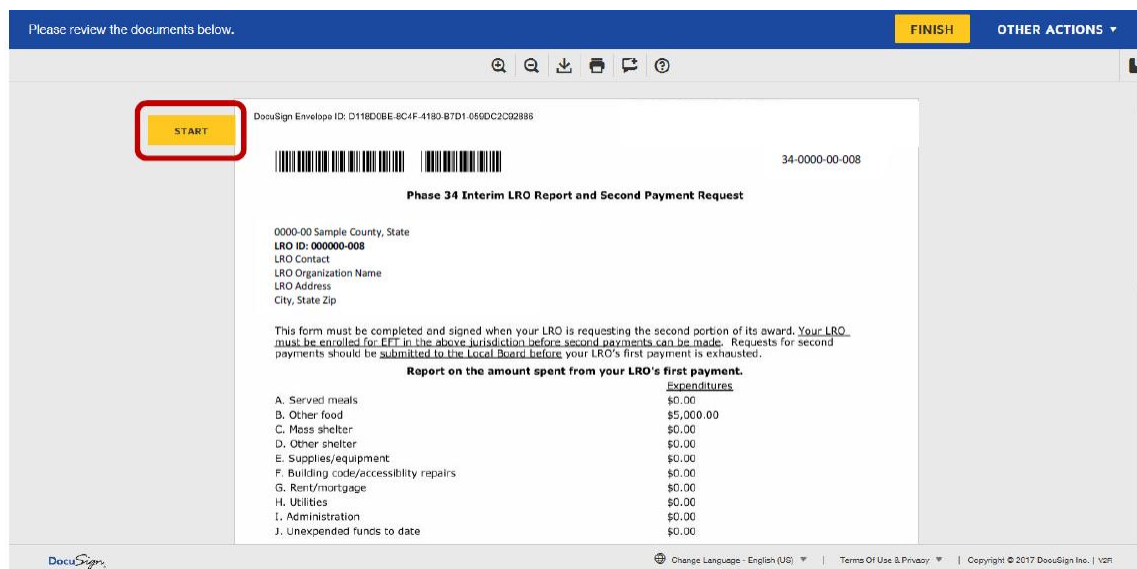 Please review the documents below.
FINISH
OTHER ACTIONS
START
DocuSign Envelope ID: D118D0BE-8C4F-4180-B7D1-059DC2C92886
34-0000-00-008
Phase 34 Interim LRO Report and Second Payment Request
0000-00 Sample County, State
LRO ID: 000000-008
LRO Contact
LRO Organization Name
LRO Address
City, State Zip
This form must be completed and signed when your LRO is requesting the second portion of its award. Your LRO
must be enrolled for EFT in the above jurisdiction before second payments can be made. Requests for second
payments should be submitted to the Local Board before your LRO's first payment is exhausted.
Report on the amount spent from your LRO's first payment.
Expenditures
A. Served meals $0.00
B. Other food $5,000.00
C. Mass shelter $0.00
D. Other shelter $0.00
E. Supplies/equipment $0.00
F. Building code/accessiblity repairs $0.00
G. Rent/mortgage $0.00
H. Utilities $0.00
I. Administration $0.00
J. Unexpended funds to date $0.00
DocuSign Change Language - English (US) | Terms Of Use & Privacy | Copyright © 2017 DocuSign Inc. | V2R